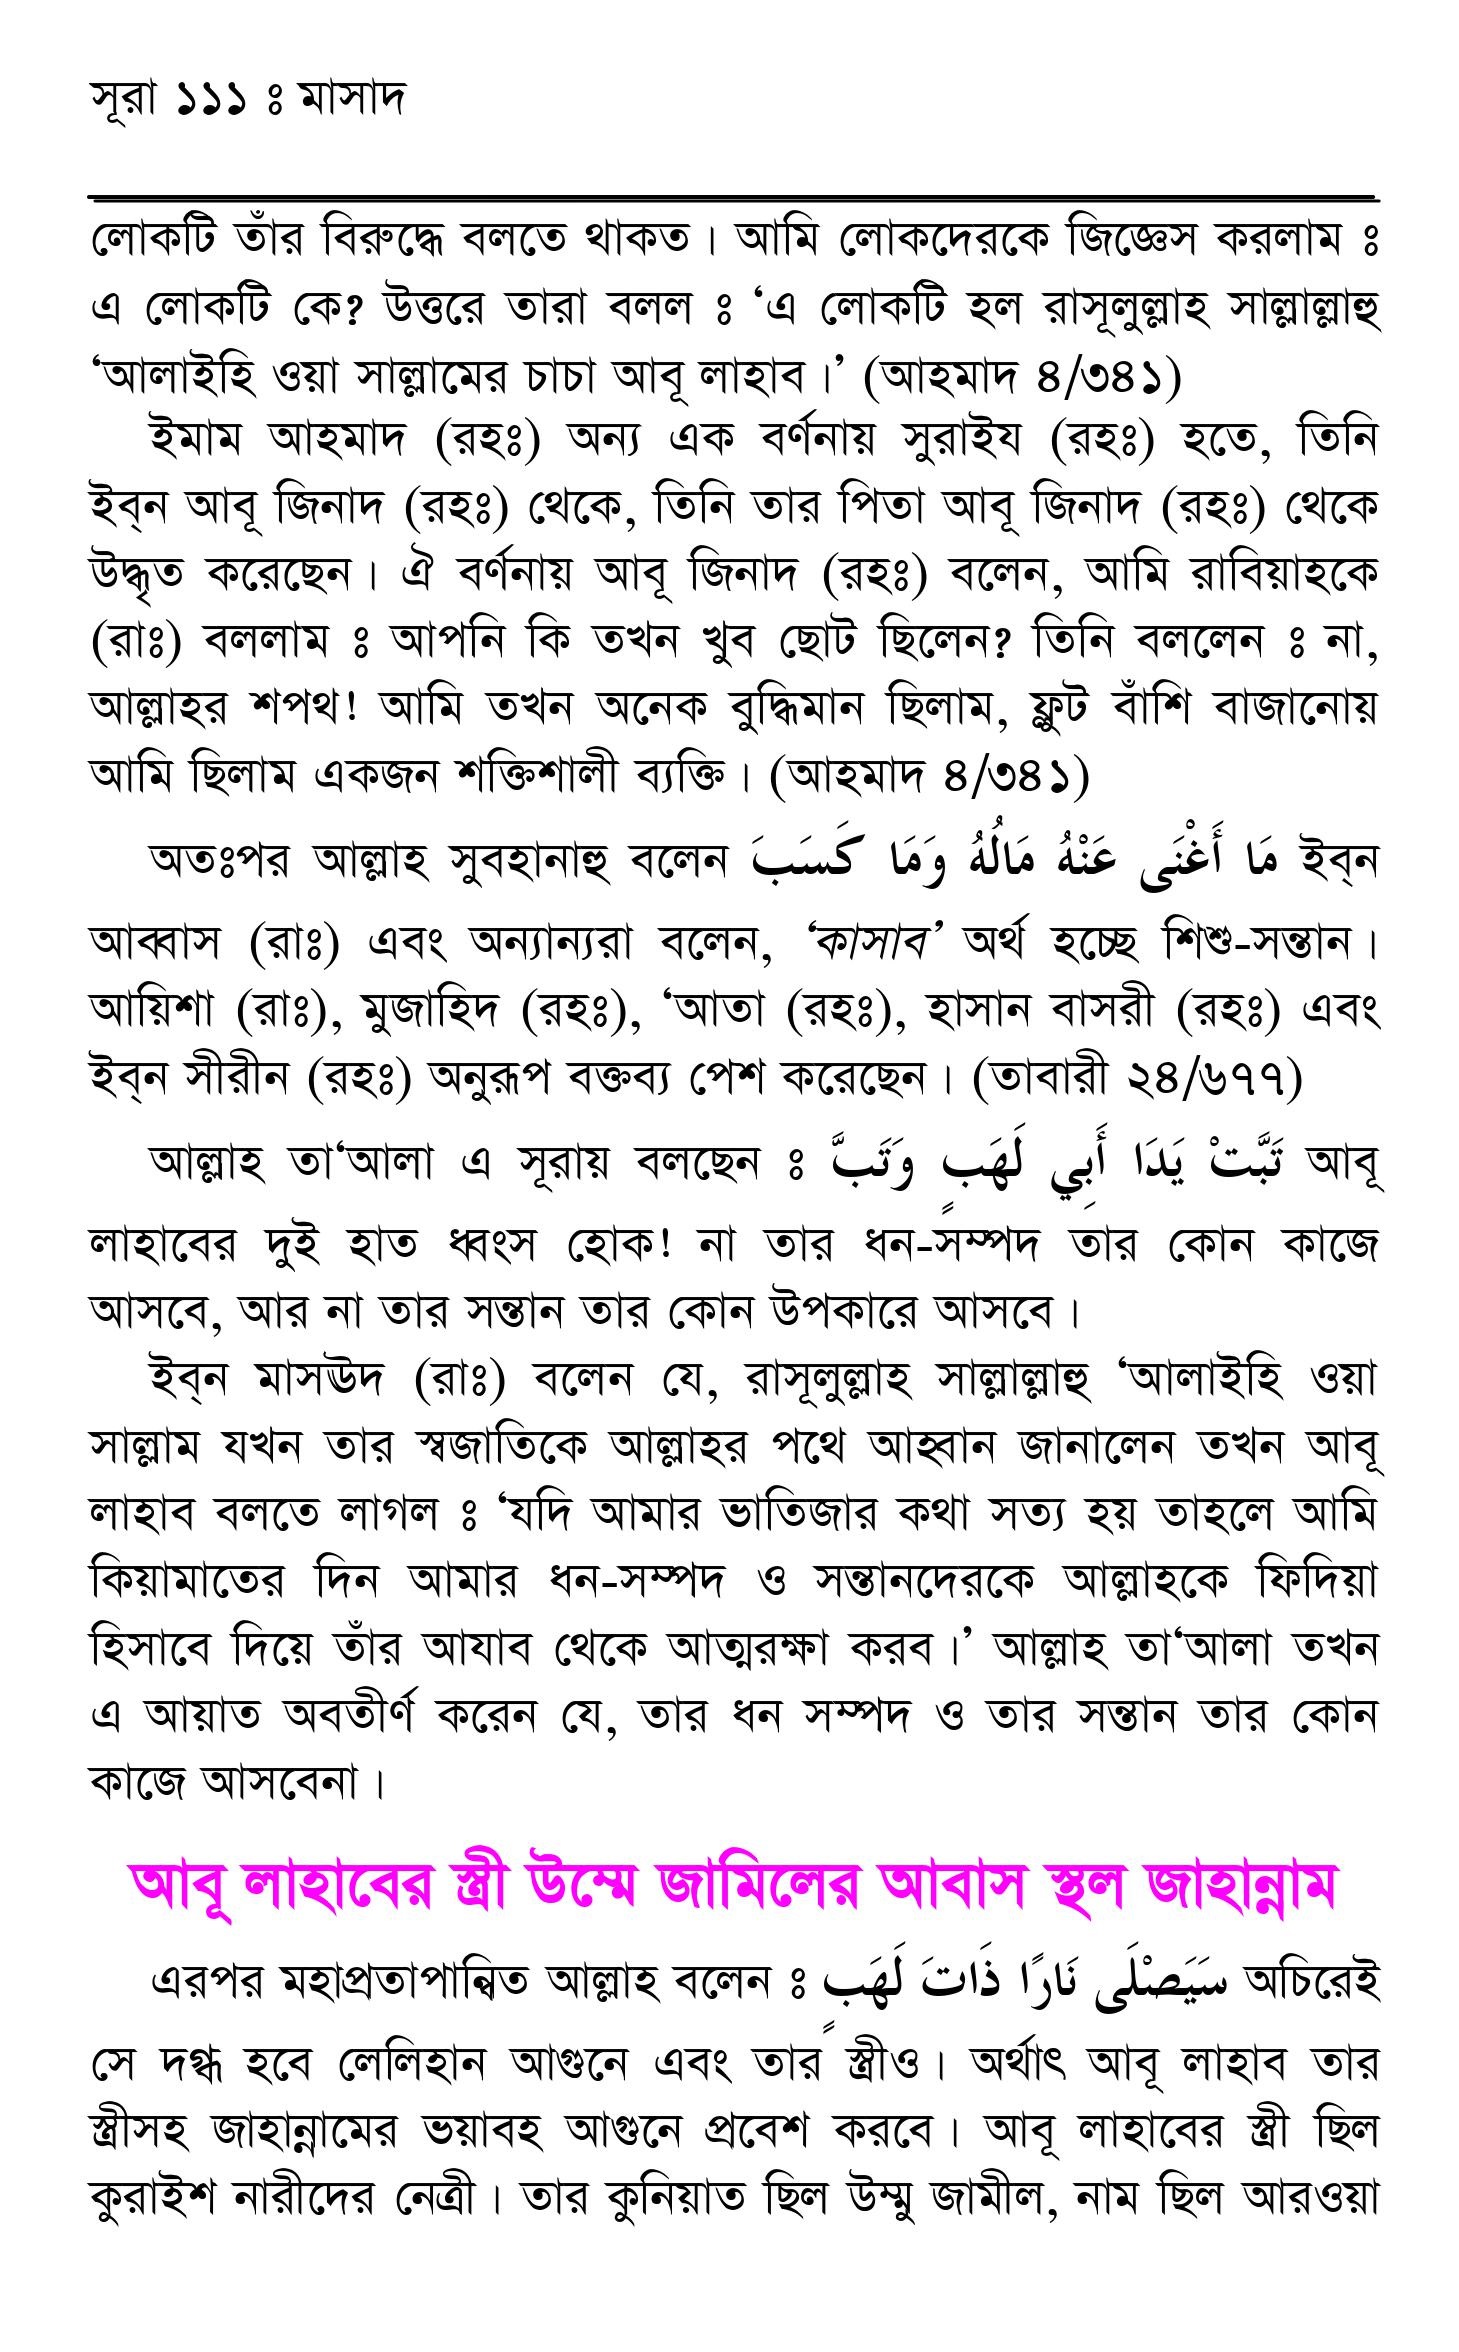 সূরা ১১১ ঃ মাসাদ
লোকটি তাঁর বিরুদ্ধে বলতে থাকত। আমি লোকদেরকে জিজ্ঞেস করলাম ঃ
এ লোকটি কে? উত্তরে তারা বলল ঃ ‘এ লোকটি হল রাসূলুল্লাহ সাল্লাল্লাহু
‘আলাইহি ওয়া সাল্লামের চাচা আবূ লাহাব।’ (আহমাদ ৪/৩৪১)
ইমাম আহমাদ (রহঃ) অন্য এক বর্ণনায় সুরাইয (রহঃ) হতে, তিনি
ইব্‌ন আবূ জিনাদ (রহঃ) থেকে, তিনি তার পিতা আবূ জিনাদ (রহঃ) থেকে
উদ্ধৃত করেছেন। ঐ বর্ণনায় আবূ জিনাদ (রহঃ) বলেন, আমি রাবিয়াহকে
(রাঃ) বললাম ঃ আপনি কি তখন খুব ছোট ছিলেন? তিনি বললেন ঃ না,
আল্লাহর শপথ! আমি তখন অনেক বুদ্ধিমান ছিলাম, ফ্লুট বাঁশি বাজানোয়
আমি ছিলাম একজন শক্তিশালী ব্যক্তি। (আহমাদ ৪/৩৪১)
অতঃপর আল্লাহ সুবহানাহু বলেন مَا أَغْنَى عَنْهُ مَالُهُ وَمَا كَسَبَ ইব্‌ন
আব্বাস (রাঃ) এবং অন্যান্যরা বলেন, ‘কাসাব’ অর্থ হচ্ছে শিশু-সন্তান।
আয়িশা (রাঃ), মুজাহিদ (রহঃ), ‘আতা (রহঃ), হাসান বাসরী (রহঃ) এবং
ইব্‌ন সীরীন (রহঃ) অনুরূপ বক্তব্য পেশ করেছেন। (তাবারী ২৪/৬৭৭)
আল্লাহ তা‘আলা এ সূরায় বলছেন ঃ تَبَّتْ يَدَا أَبِي لَهَبٍ وَتَبَّ আবূ
লাহাবের দুই হাত ধ্বংস হোক! না তার ধন-সম্পদ তার কোন কাজে
আসবে, আর না তার সন্তান তার কোন উপকারে আসবে।
ইব্‌ন মাসঊদ (রাঃ) বলেন যে, রাসূলুল্লাহ সাল্লাল্লাহু ‘আলাইহি ওয়া
সাল্লাম যখন তার স্বজাতিকে আল্লাহর পথে আহ্বান জানালেন তখন আবূ
লাহাব বলতে লাগল ঃ ‘যদি আমার ভাতিজার কথা সত্য হয় তাহলে আমি
কিয়ামাতের দিন আমার ধন-সম্পদ ও সন্তানদেরকে আল্লাহকে ফিদিয়া
হিসাবে দিয়ে তাঁর আযাব থেকে আত্মরক্ষা করব।’ আল্লাহ তা‘আলা তখন
এ আয়াত অবতীর্ণ করেন যে, তার ধন সম্পদ ও তার সন্তান তার কোন
কাজে আসবেনা।
আবূ লাহাবের স্ত্রী উম্মে জামিলের আবাস স্থল জাহান্নাম
এরপর মহাপ্রতাপান্বিত আল্লাহ বলেন ঃ سَيَصْلَى نَارًا ذَاتَ لَهَبٍ অচিরেই
সে দগ্ধ হবে লেলিহান আগুনে এবং তার স্ত্রীও। অর্থাৎ আবূ লাহাব তার
স্ত্রীসহ জাহান্নামের ভয়াবহ আগুনে প্রবেশ করবে। আবূ লাহাবের স্ত্রী ছিল
কুরাইশ নারীদের নেত্রী। তার কুনিয়াত ছিল উম্মু জামীল, নাম ছিল আরওয়া